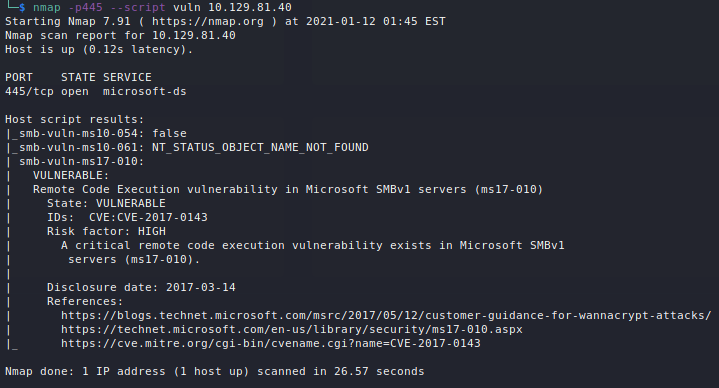 └─$ nmap -p445 --script vuln 10.129.81.40
Starting Nmap 7.91 ( https://nmap.org ) at 2021-01-12 01:45 EST
Nmap scan report for 10.129.81.40
Host is up (0.12s latency).

PORT    STATE SERVICE
445/tcp open  microsoft-ds

Host script results:
|_smb-vuln-ms10-054: false
|_smb-vuln-ms10-061: NT_STATUS_OBJECT_NAME_NOT_FOUND
| smb-vuln-ms17-010:
|   VULNERABLE:
|   Remote Code Execution vulnerability in Microsoft SMBv1 servers (ms17-010)
|     State: VULNERABLE
|     IDs:  CVE:CVE-2017-0143
|     Risk factor: HIGH
|       A critical remote code execution vulnerability exists in Microsoft SMBv1
|        servers (ms17-010).
|
|     Disclosure date: 2017-03-14
|     References:
|       https://blogs.technet.microsoft.com/msrc/2017/05/12/customer-guidance-for-wannacrypt-attacks/
|       https://technet.microsoft.com/en-us/library/security/ms17-010.aspx
|_      https://cve.mitre.org/cgi-bin/cvename.cgi?name=CVE-2017-0143

Nmap done: 1 IP address (1 host up) scanned in 26.57 seconds